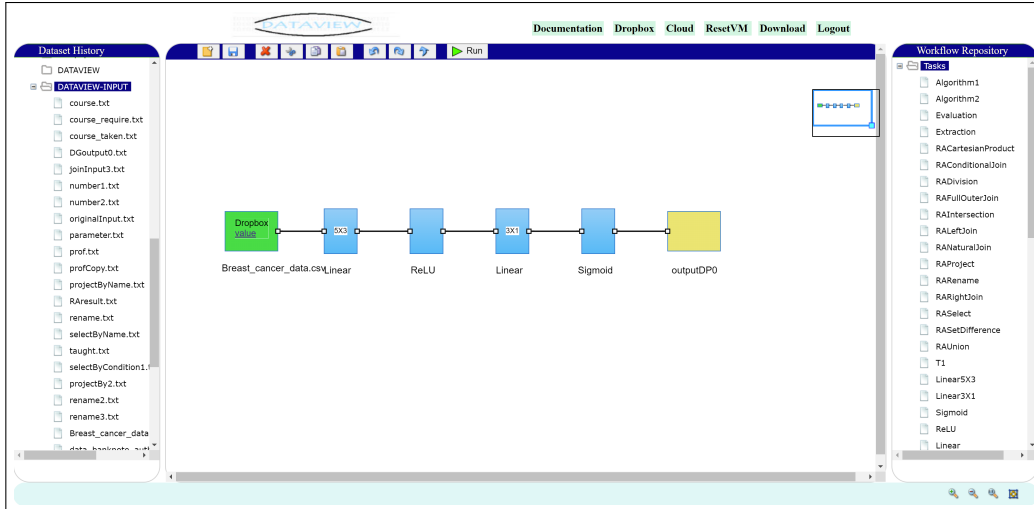 DATAVIEW
Documentation Dropbox Cloud ResetVM Download Logout
Dataset History
DATAVIEW
DATAVIEW-INPUT
course.txt
course_require.txt
course_taken.txt
DGoutput0.txt
joinInput3.txt
number1.txt
number2.txt
originalInput.txt
parameter.txt
prof.txt
profCopy.txt
projectByName.txt
RAresult.txt
rename.txt
selectByName.txt
taught.txt
selectByCondition1.t
projectBy2.txt
rename2.txt
rename3.txt
Breast_cancer_data
Run
Dropbox
value
5X3
3X1
Breast_cancer_data.csv
Linear
ReLU
Linear
Sigmoid
outputDP0
Workflow Repository
Tasks
Algorithm1
Algorithm2
Evaluation
Extraction
RACartesianProduct
RAConditionalJoin
RADivision
RAFullOuterJoin
RAIntersection
RALeftJoin
RANaturalJoin
RAProject
RARename
RARightJoin
RASelect
RASetDifference
RAUnion
T1
Linear5X3
Linear3X1
Sigmoid
ReLU
Linear